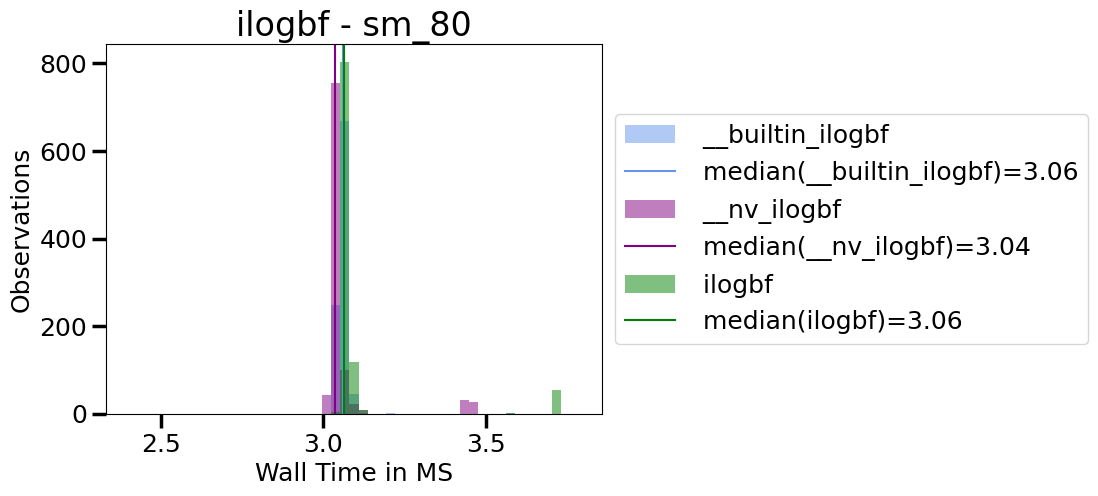 ilogbf - sm_80
800
600
400
200
0
Observations
2.5
3.0
3.5
Wall Time in MS
__builtin_ilogbf
median(__builtin_ilogbf)=3.06
__nv_ilogbf
median(__nv_ilogbf)=3.04
ilogbf
median(ilogbf)=3.06